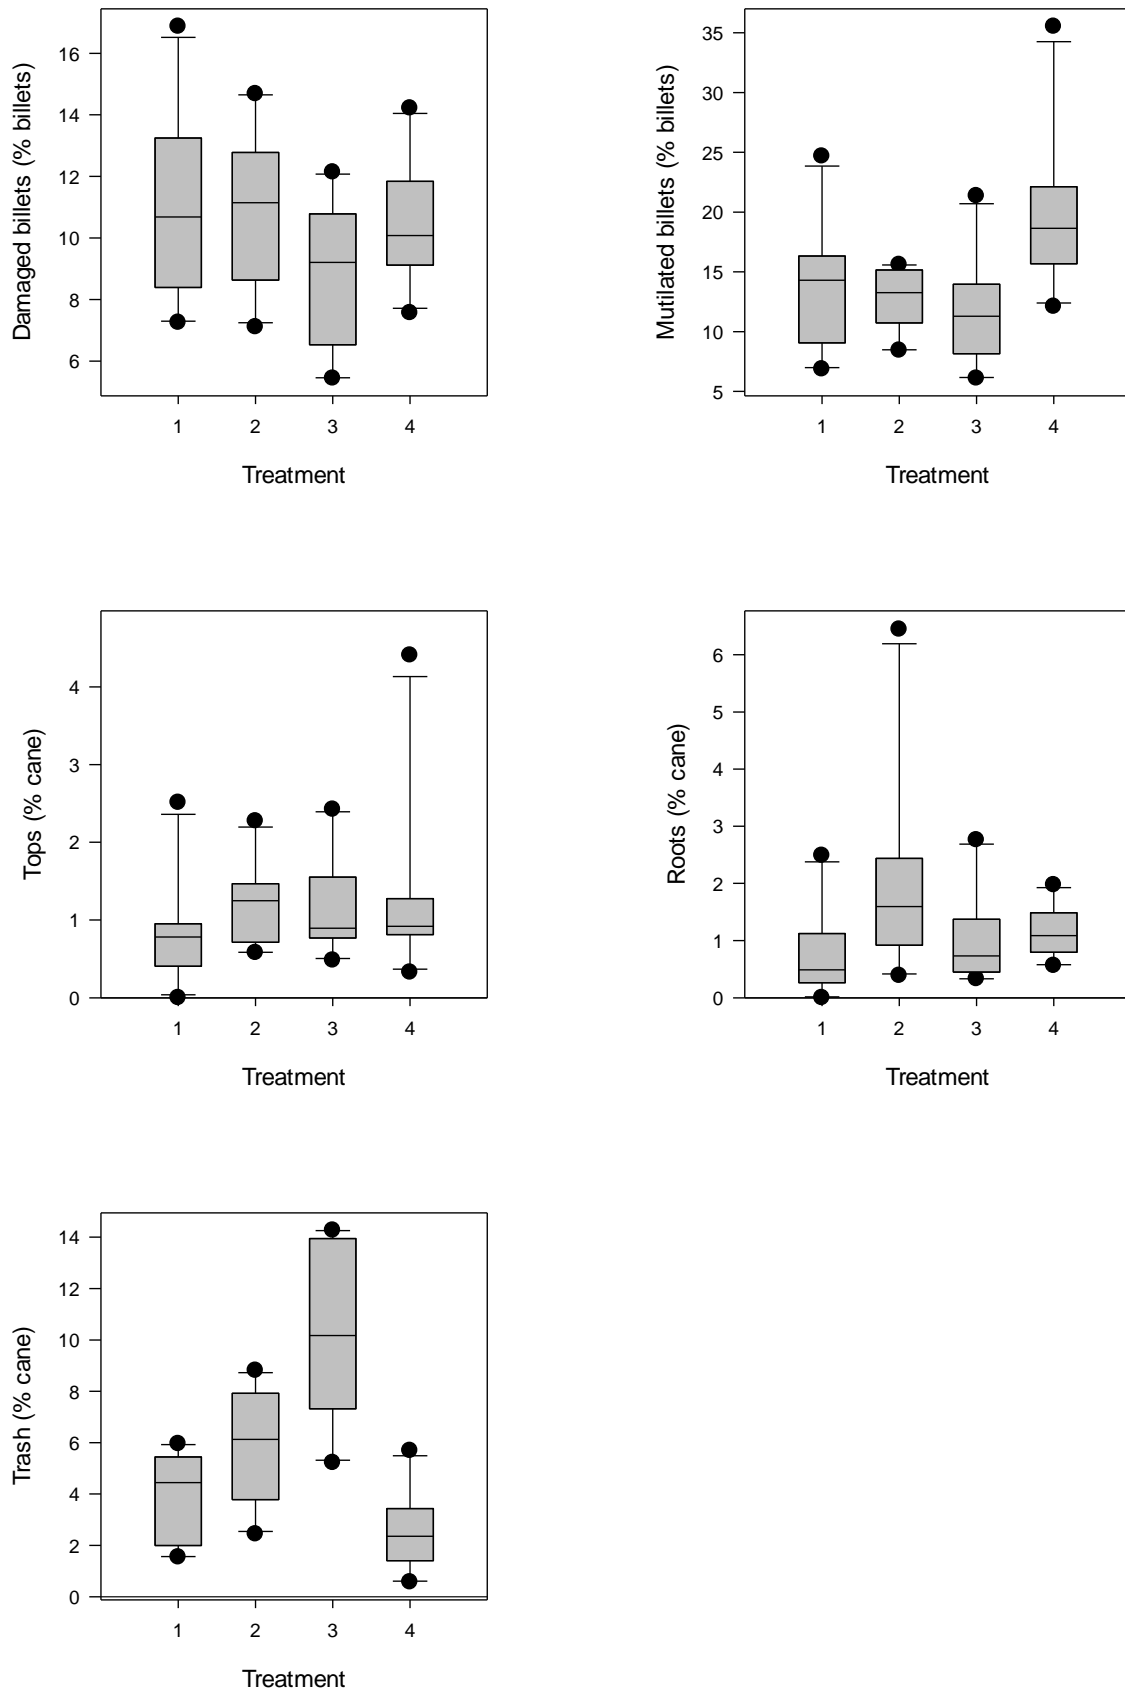 Damaged billets (% billets)
16
14
12
10
8
6
1 2 3 4
Treatment
Mutilated billets (% billets)
35
30
25
20
15
10
5
1 2 3 4
Treatment
Tops (% cane)
4
3
2
1
0
1 2 3 4
Treatment
Roots (% cane)
6
5
4
3
2
1
0
1 2 3 4
Treatment
Trash (% cane)
14
12
10
8
6
4
2
0
1 2 3 4
Treatment